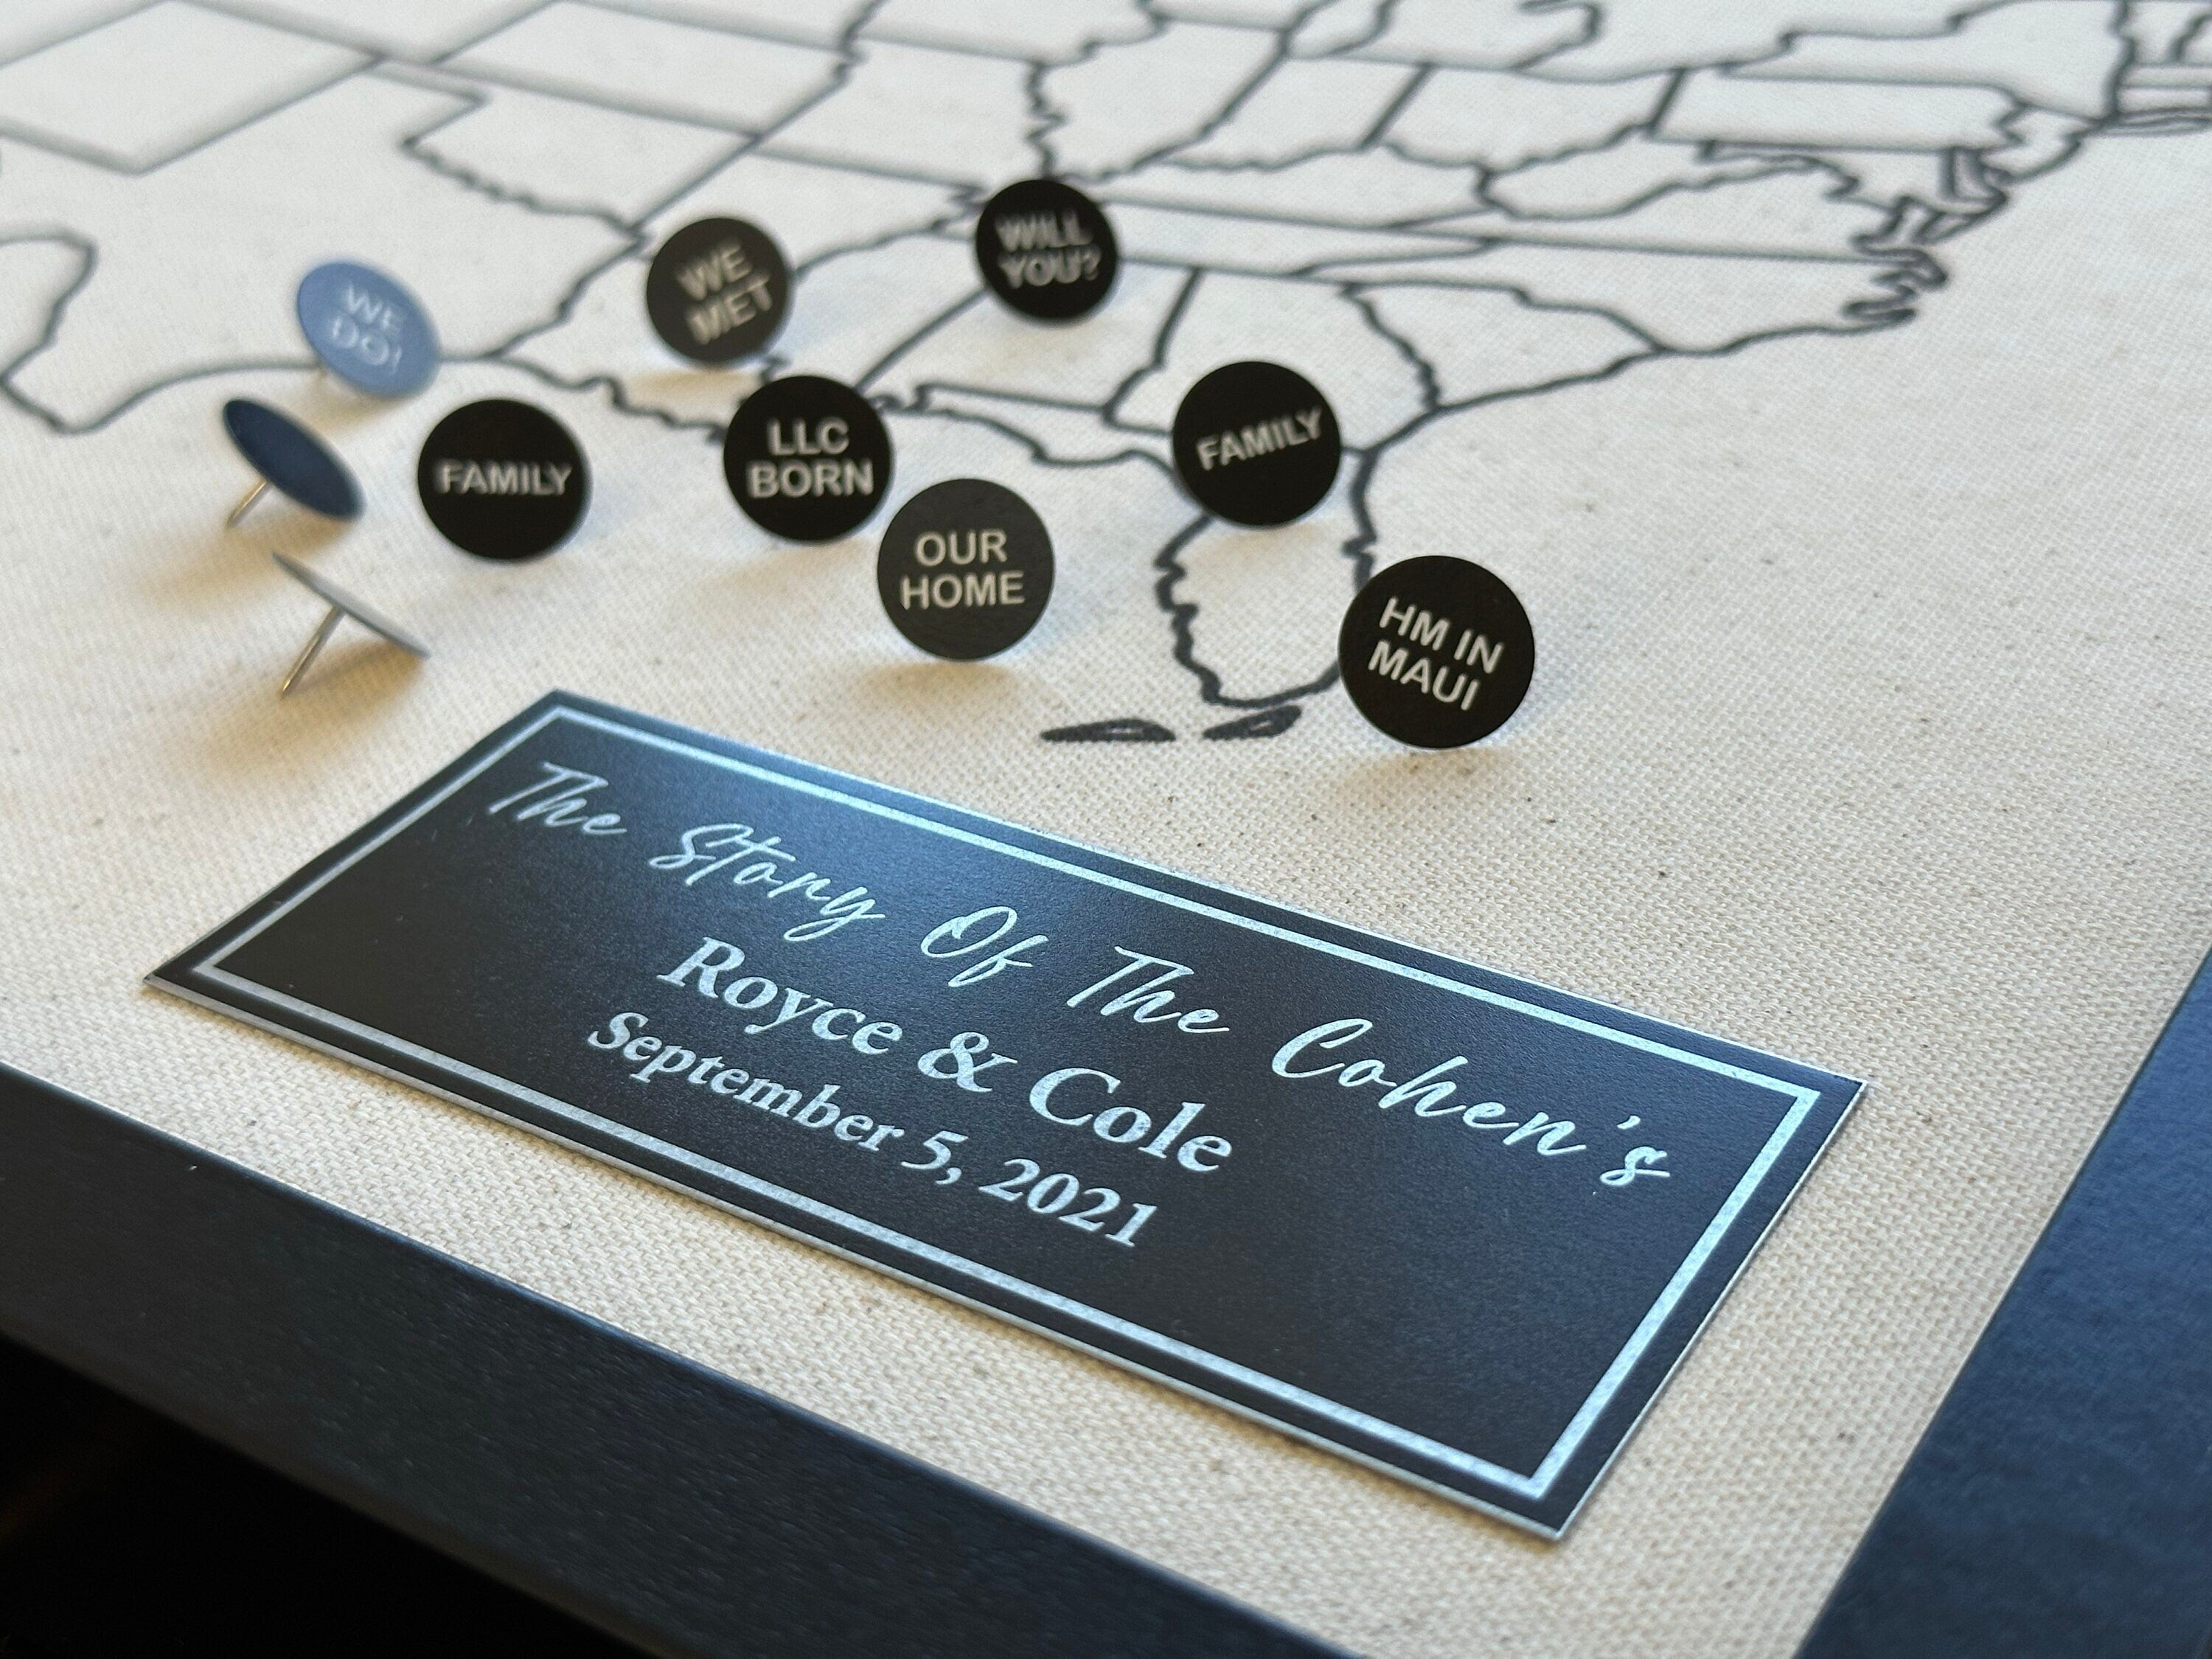 WILL
YOU?
WE
MET
WE
DO!
FAMILY
LLC
BORN
FAMILY
OUR
HOME
HM IN
MAUI
The Story Of The Cohen's
Royce & Cole
September 5, 2021